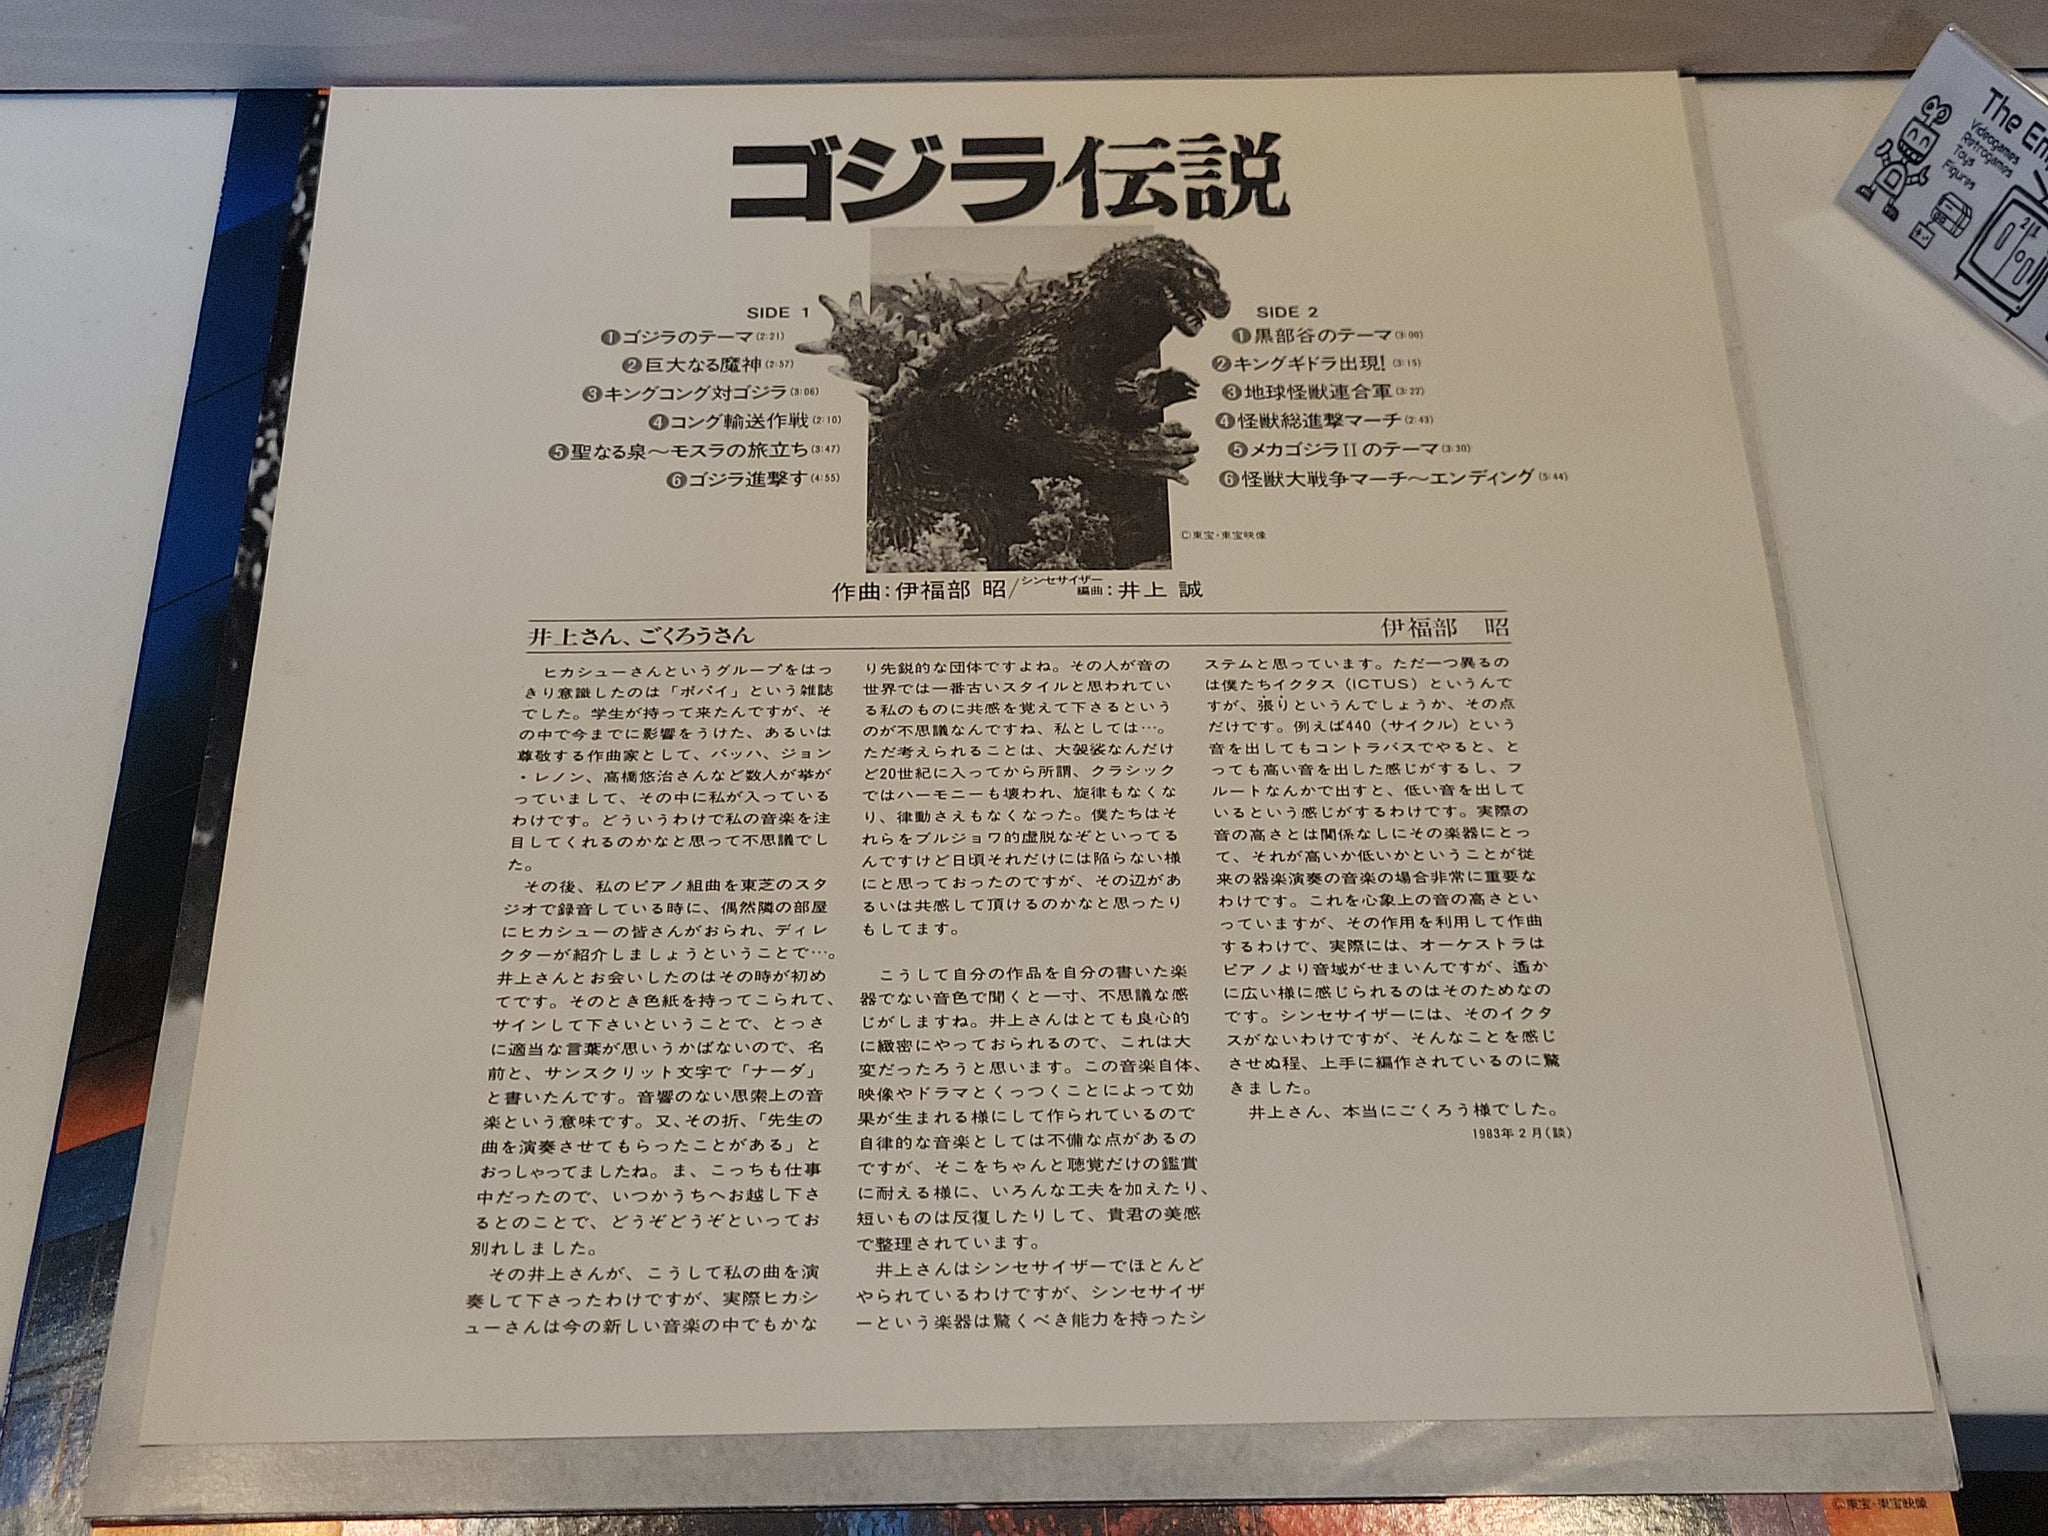 ゴジラ伝説
SIDE 1
❶ゴジラのテーマ(2:21)
❷巨大なる魔神(2:57)
❸キングコング対ゴジラ(3:06)
❹コング輸送作戦(2:10)
❺聖なる泉〜モスラの旅立ち(3:47)
❻ゴジラ進撃す(4:55)
SIDE 2
❶黒部谷のテーマ(3:00)
❷キングギドラ出現!(3:15)
❸地球怪獣連合軍(3:22)
❹怪獣総進撃マーチ(2:43)
❺メカゴジラIIのテーマ(3:30)
❻怪獣大戦争マーチ〜エンディング(5:44)
©東宝・東宝映像
作曲:伊福部 昭/シンセサイザー編曲:井上 誠
井上さん、ごくろうさん
伊福部 昭
ヒカシューさんというグループをはっ
きり意識したのは「ポパイ」という雑誌
でした。学生が持って来たんですが、そ
の中で今までに影響をうけた、あるいは
尊敬する作曲家として、バッハ、ジョン
・レノン、高橋悠治さんなど数人が挙が
っていまして、その中に私が入っている
わけです。どういうわけで私の音楽を注
目してくれるのかなと思って不思議でし
た。
その後、私のピアノ組曲を東芝のスタ
ジオで録音している時に、偶然隣の部屋
にヒカシューの皆さんがおられ、ディレ
クターが紹介しましょうということで…。
井上さんとお会いしたのはその時が初め
てです。そのとき色紙を持ってこられて、
サインして下さいということで、とっさ
に適当な言葉が思いうかばないので、名
前と、サンスクリット文字で「ナーダ」
と書いたんです。音響のない思索上の音
楽という意味です。又、その折、「先生の
曲を演奏させてもらったことがある」と
おっしゃってましたね。ま、こっちも仕事
中だったので、いつかうちへお越し下さ
るとのことで、どうぞどうぞといってお
別れしました。
その井上さんが、こうして私の曲を演
奏して下さったわけですが、実際ヒカシ
ューさんは今の新しい音楽の中でもかな
り先鋭的な団体ですよね。その人が音の
世界では一番古いスタイルと思われてい
る私のものに共感を覚えて下さるという
のが不思議なんですね、私としては…。
ただ考えられることは、大袈裟なんだけ
ど20世紀に入ってから所謂、クラシック
ではハーモニーも壊われ、旋律もなくな
り、律動さえもなくなった。僕たちはそ
れらをブルジョワ的虚脱なぞといってる
んですけど日頃それだけには陥らない様
にと思っておったのですが、その辺があ
るいは共感して頂けるのかなと思ったり
もしてます。
こうして自分の作品を自分の書いた楽
器でない音色で聞くと一寸、不思議な感
じがしますね。井上さんはとても良心的
に緻密にやっておられるので、これは大
変だったろうと思います。この音楽自体、
映像やドラマとくっつくことによって効
果が生まれる様にして作られているので
自律的な音楽としては不備な点があるの
ですが、そこをちゃんと聴覚だけの鑑賞
に耐える様に、いろんな工夫を加えたり、
短いものは反復したりして、貴君の美感
で整理されています。
井上さんはシンセサイザーでほとんど
やられているわけですが、シンセサイザ
ーという楽器は驚くべき能力を持ったシ
ステムと思っています。ただ一つ異るの
は僕たちイクタス（ICTUS）というんで
すが、張りというんでしょうか、その点
だけです。例えば440（サイクル）という
音を出してもコントラバスでやると、と
っても高い音を出した感じがするし、フ
ルートなんかで出すと、低い音を出して
いるという感じがするわけです。実際の
音の高さとは関係なしにその楽器にとっ
て、それが高いか低いかということが従
来の器楽演奏の音楽の場合非常に重要な
わけです。これを心象上の音の高さとい
っていますが、その作用を利用して作曲
するわけで、実際には、オーケストラは
ピアノより音域がせまいんですが、遙か
に広い様に感じられるのはそのためなの
です。シンセサイザーには、そのイクタ
スがないわけですが、そんなことを感じ
させぬ程、上手に編作されているのに驚
きました。
井上さん、本当にごくろう様でした。
1983年2月(談)
The
Videogames
Retrogames
Toys
Figures
©東宝・東宝映像